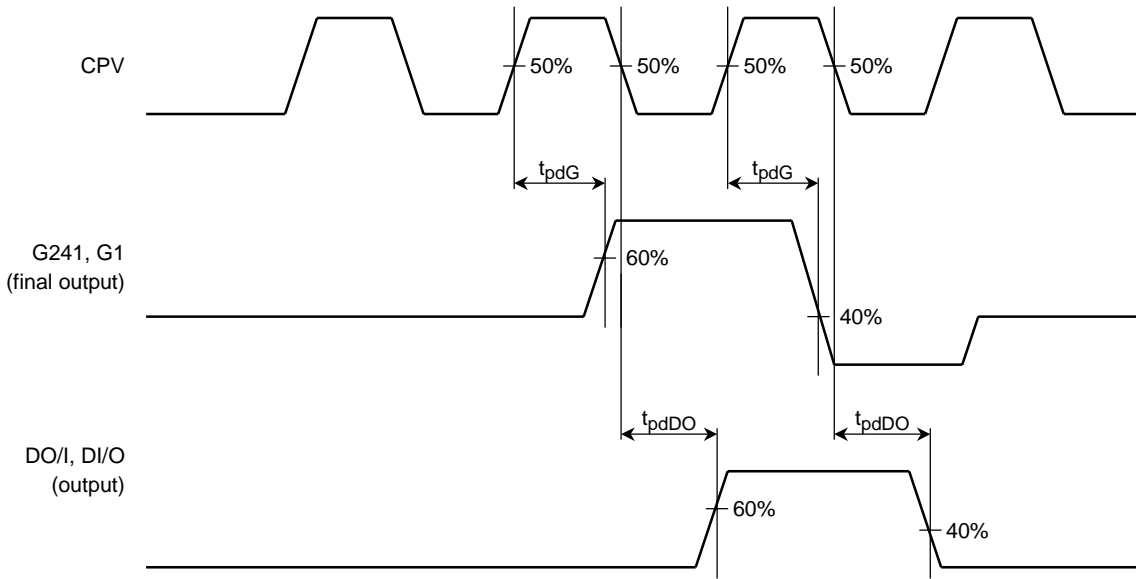 CPV
50%
50%
50%
50%
tpdG
tpdG
G241, G1
(final output)
60%
40%
tpdDO
tpdDO
DO/I, DI/O
(output)
60%
40%